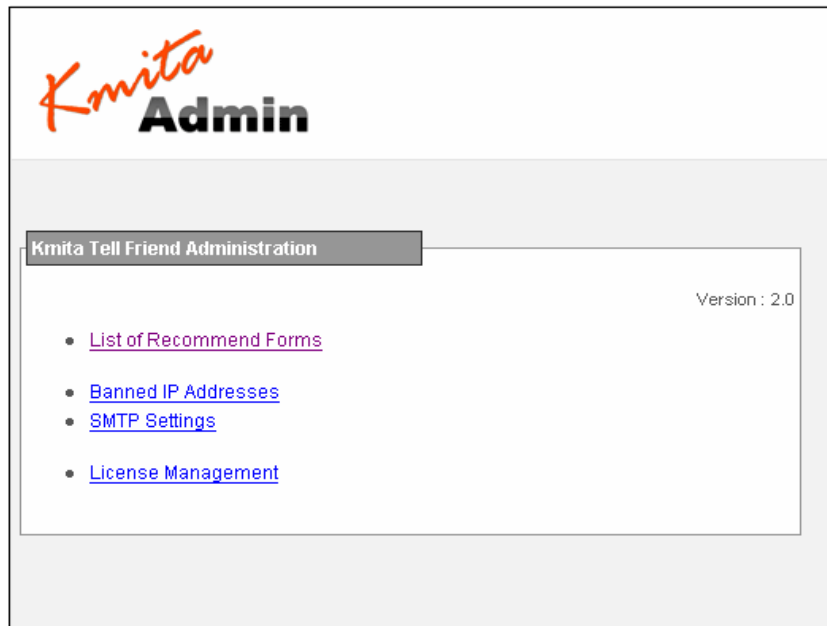 Kmita
Admin
Kmita Tell Friend Administration
Version : 2.0
List of Recommend Forms
Banned IP Addresses
SMTP Settings
License Management